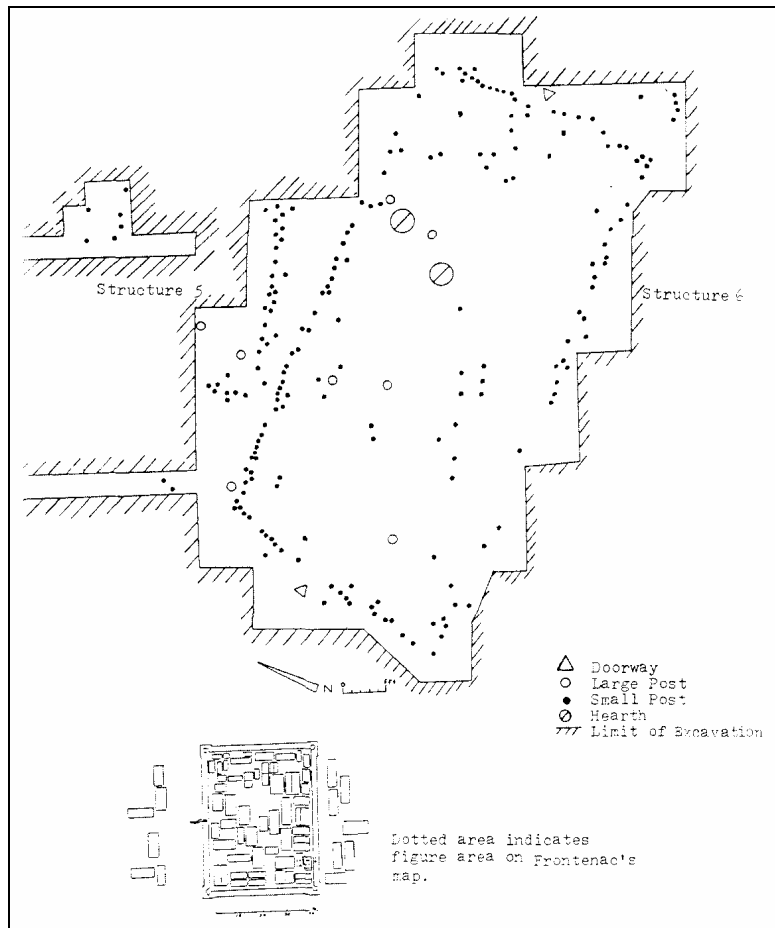 Structure 5
Structure 6
N
Doorway
Large Post
Small Post
Hearth
Limit of Excavation
Dotted area indicates
figure area on Frontenac's
map.